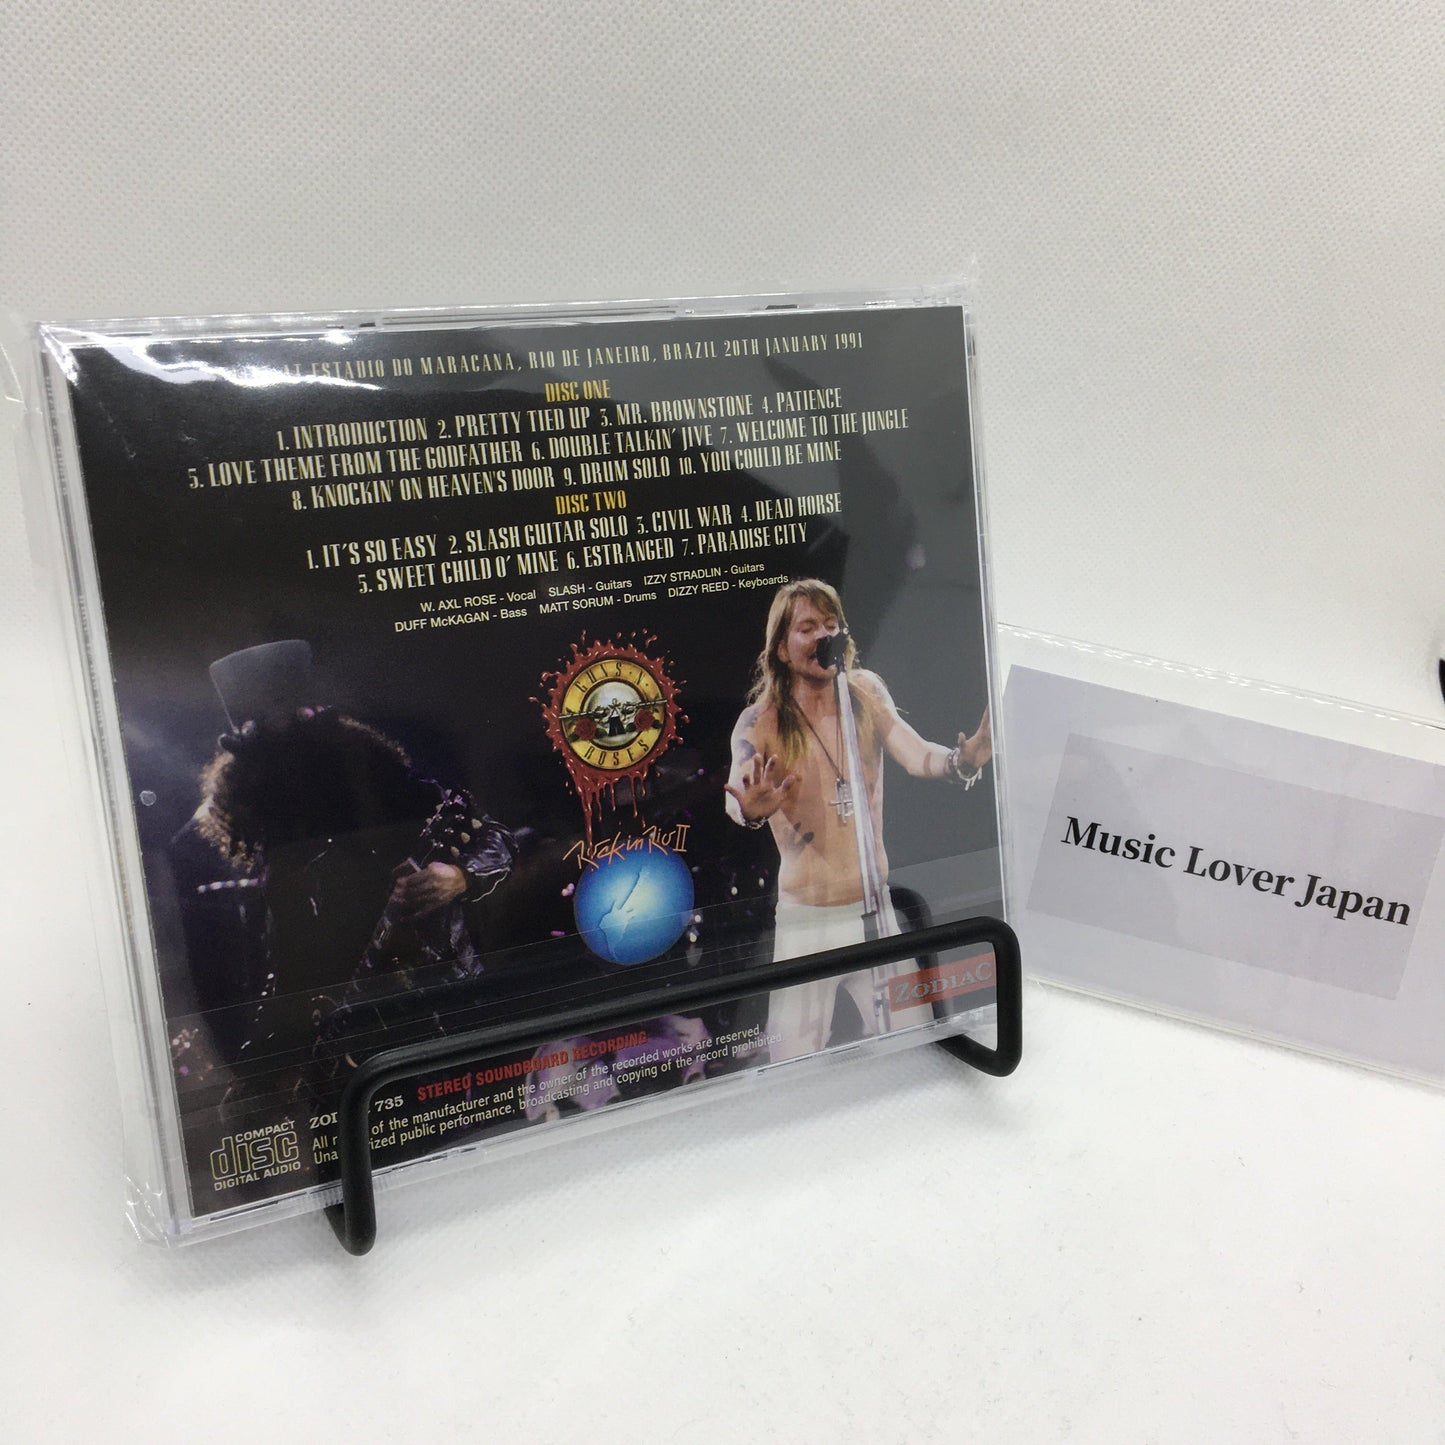 AT ESTADIO DO MARACANA, RIO DE JANEIRO, BRAZIL 20TH JANUARY 1991
DISC ONE
1. INTRODUCTION 2. PRETTY TIED UP 3. MR. BROWNSTONE 4. PATIENCE
5. LOVE THEME FROM THE GODFATHER 6. DOUBLE TALKIN' JIVE 7. WELCOME TO THE JUNGLE
8. KNOCKIN' ON HEAVEN'S DOOR 9. DRUM SOLO 10. YOU COULD BE MINE
DISC TWO
1. IT'S SO EASY 2. SLASH GUITAR SOLO 3. CIVIL WAR 4. DEAD HORSE
5. SWEET CHILD O' MINE 6. ESTRANGED 7. PARADISE CITY
W. AXL ROSE - Vocal SLASH - Guitars IZZY STRADLIN - Guitars
DUFF McKAGAN - Bass MATT SORUM - Drums DIZZY REED - Keyboards
GUNS N'
ROSES
Rock in Rio II
ZODIAC
735 STEREO SOUNDBOARD RECORDING
All of the manufacturer and the owner of the recorded works are reserved.
public performance, broadcasting and copying of the record prohibited
COMPACT
disc
DIGITAL AUDIO
Music Lover Japan